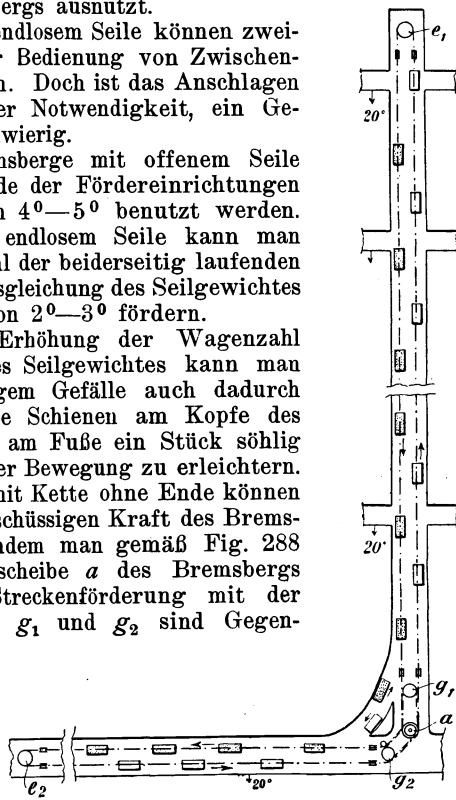 ergs ausnutzt.
endlosem Seile können zwei-
Bedienung von Zwischen-
n. Doch ist das Anschlagen
er Notwendigkeit, ein Ge-
wierig.
sberge mit offenem Seile
de der Fördereinrichtungen
n 4⁰—5⁰ benutzt werden.
endlosem Seile kann man
l der beiderseitig laufenden
sgleichung des Seilgewichtes
on 2⁰—3⁰ fördern.
Erhöhung der Wagenzahl
s Seilgewichtes kann man
gem Gefälle auch dadurch
e Schienen am Kopfe des
am Fuße ein Stück söhlig
er Bewegung zu erleichtern.
nit Kette ohne Ende können
schüssigen Kraft des Brems-
ndem man gemäß Fig. 288
scheibe a des Bremsbergs
Streckenförderung mit der
g₁ und g₂ sind Gegen-
e₁
20°
20°
g₁
a
g₂
e₂
20°